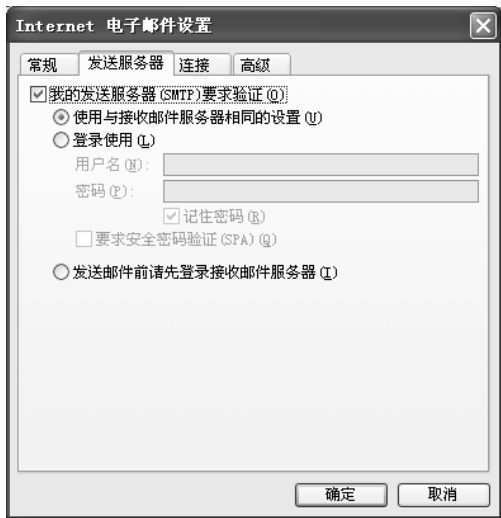 Internet 电子邮件设置
常规 发送服务器 连接 高级
我的发送服务器(SMTP)要求验证(O)
使用与接收邮件服务器相同的设置(U)
登录使用(L)
用户名(N):
密码(P):
记住密码(R)
要求安全密码验证(SPA)(Q)
发送邮件前请先登录接收邮件服务器(I)
确定 取消